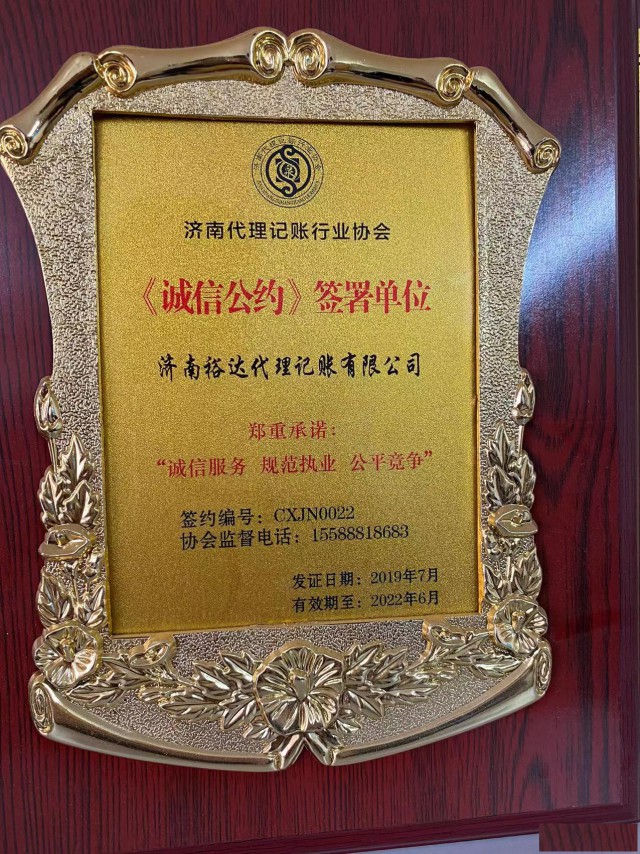 济南代理记账行业协会
《诚信公约》签署单位
济南裕达代理记账有限公司
郑重承诺：
“诚信服务 规范执业 公平竞争”
签约编号：CXJN0022
协会监督电话：15588818683
发证日期：2019年7月
有效期至：2022年6月